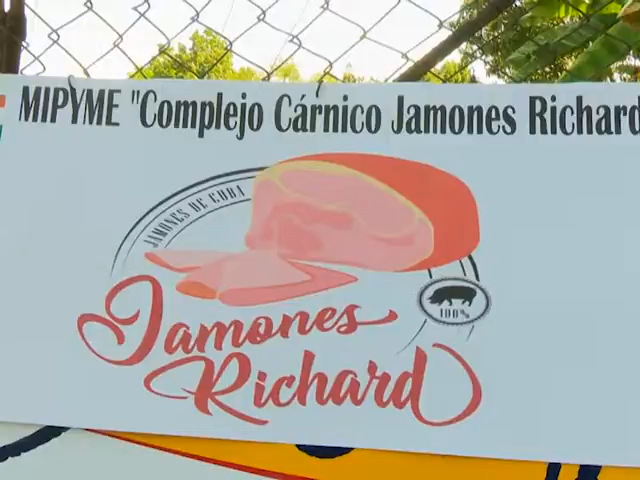 MIPYME "Complejo Cárnico Jamones Richard
JAMONES DE CUBA
100%
Jamones
Richard